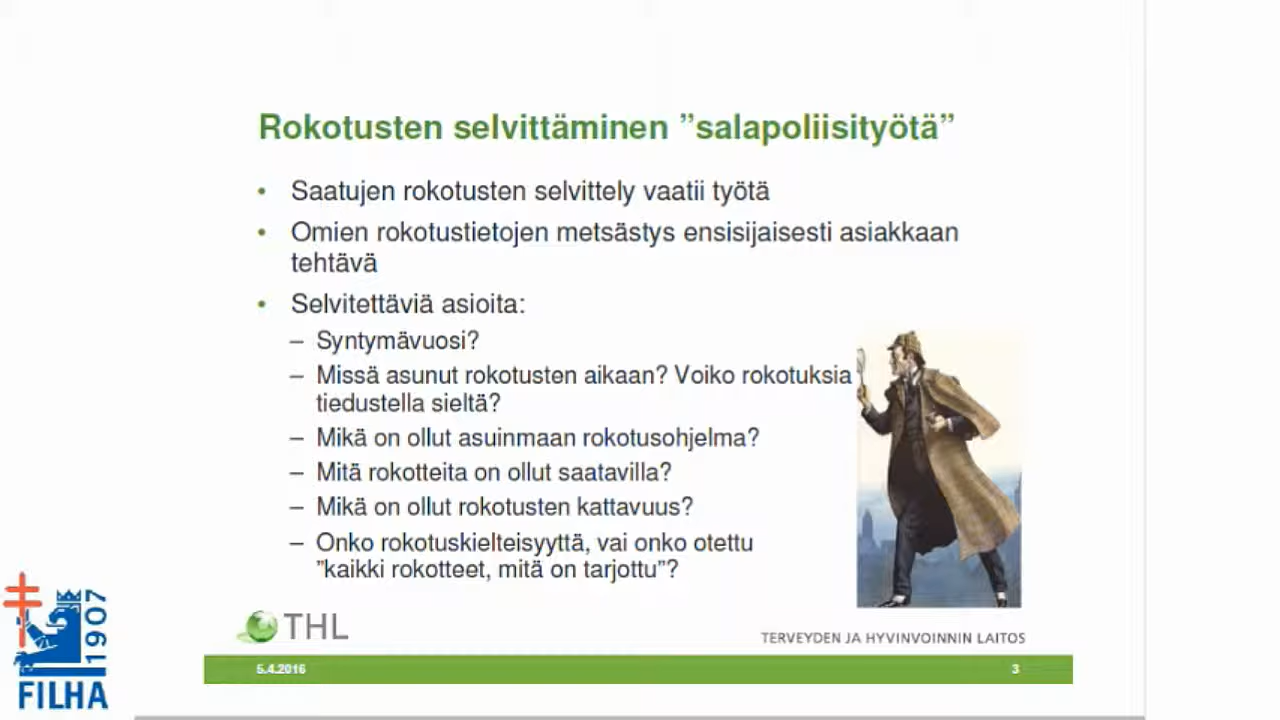 Rokotusten selvittäminen ”salapoliisityötä”
• Saatujen rokotusten selvittely vaatii työtä
• Omien rokotustietojen metsästys ensisijaisesti asiakkaan
tehtävä
• Selvitettäviä asioita:
– Syntymävuosi?
– Missä asunut rokotusten aikaan? Voiko rokotuksia
tiedustella sieltä?
– Mikä on ollut asuinmaan rokotusohjelma?
– Mitä rokotteita on ollut saatavilla?
– Mikä on ollut rokotusten kattavuus?
– Onko rokotuskielteisyyttä, vai onko otettu
”kaikki rokotteet, mitä on tarjottu”?
THL
TERVEYDEN JA HYVINVOINNIN LAITOS
5.4.2016
3
1907
FILHA